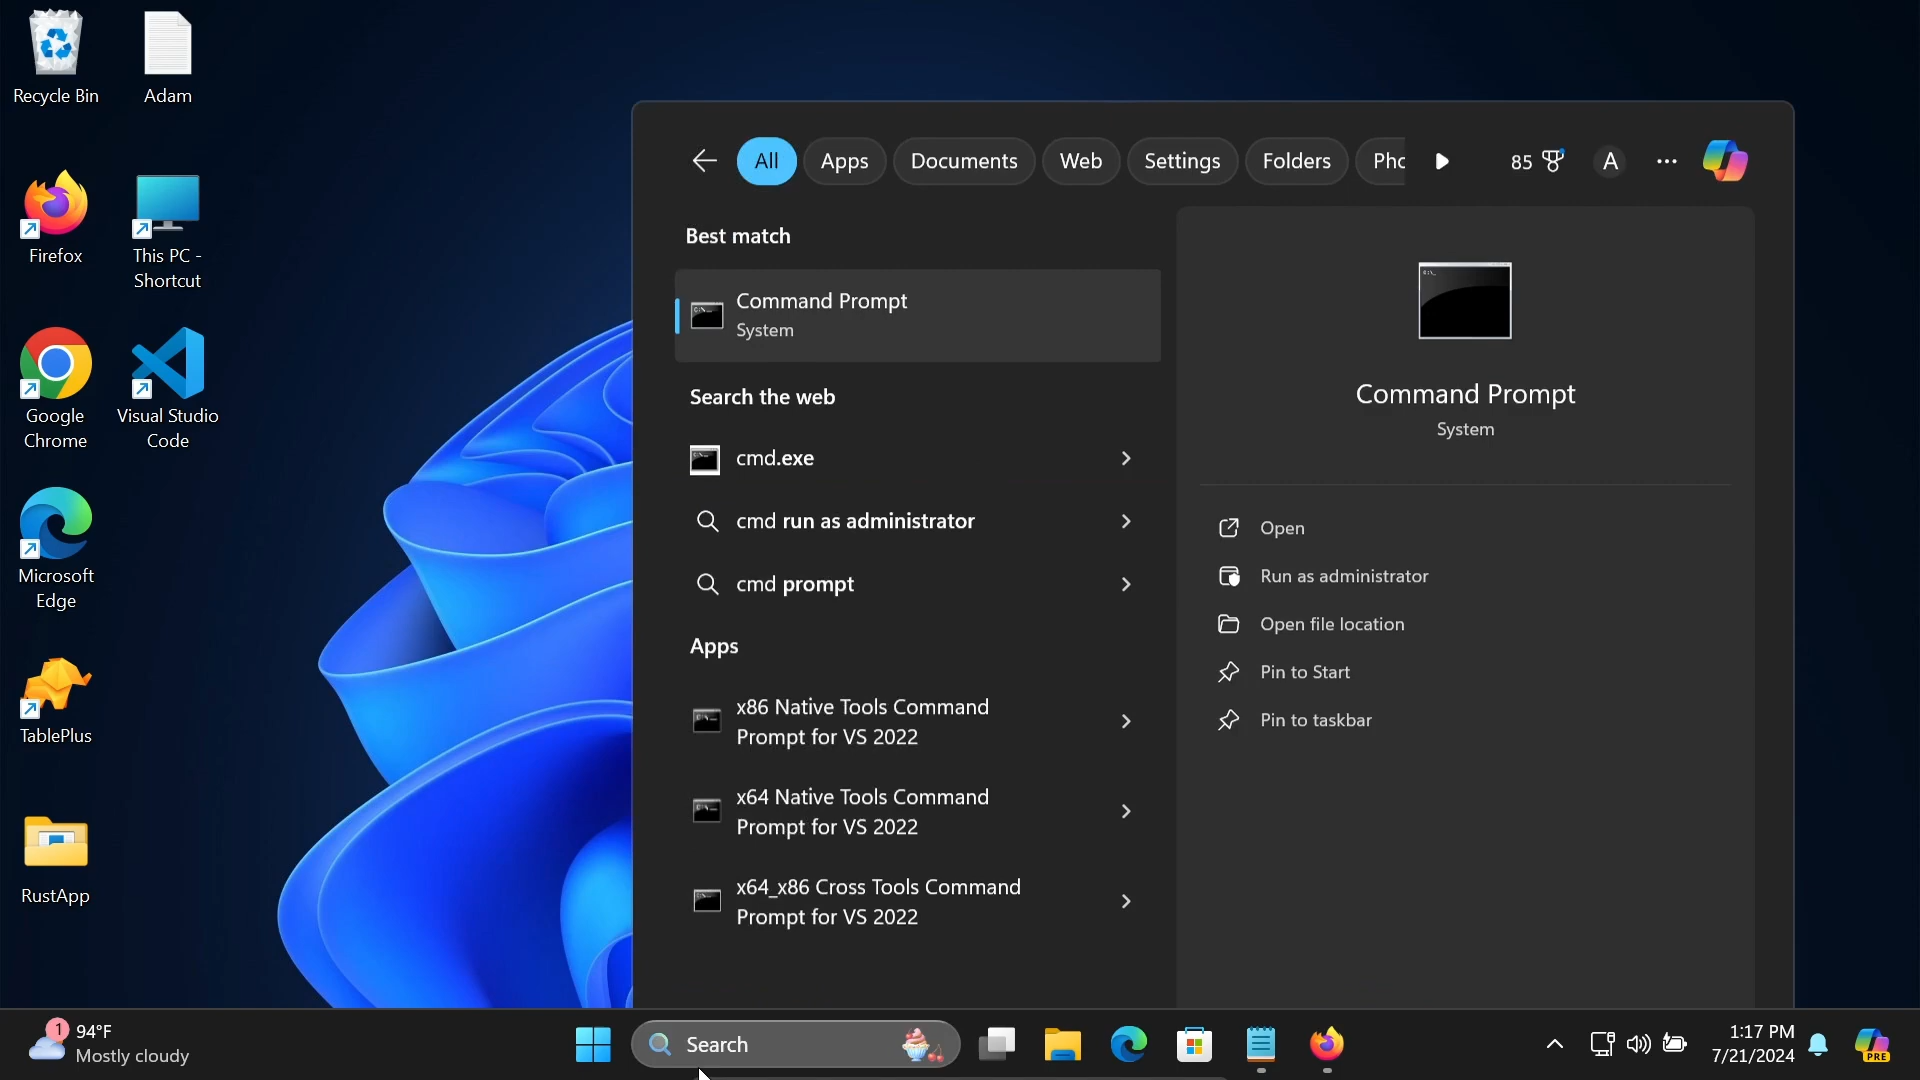 Recycle Bin
Adam
Firefox
This PC -
Shortcut
Google
Chrome
Visual Studio
Code
Microsoft
Edge
TablePlus
RustApp
All
Apps
Documents
Web
Settings
Folders
Pho
85
A
Best match
Command Prompt
System
Search the web
cmd.exe
cmd run as administrator
cmd prompt
Apps
x86 Native Tools Command
Prompt for VS 2022
x64 Native Tools Command
Prompt for VS 2022
x64_x86 Cross Tools Command
Prompt for VS 2022
Command Prompt
System
Open
Run as administrator
Open file location
Pin to Start
Pin to taskbar
1
94°F
Mostly cloudy
Search
1:17 PM
7/21/2024
PRE